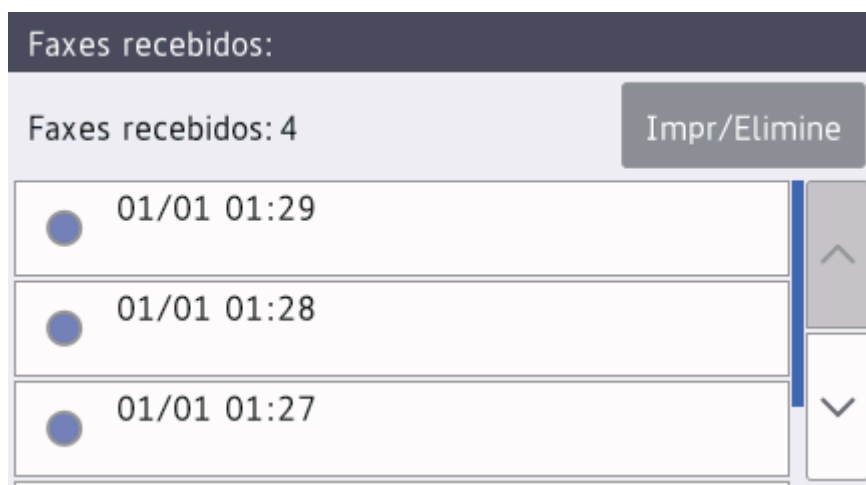 Faxes recebidos:
Faxes recebidos: 4
Impr/Elimine
01/01 01:29
01/01 01:28
01/01 01:27